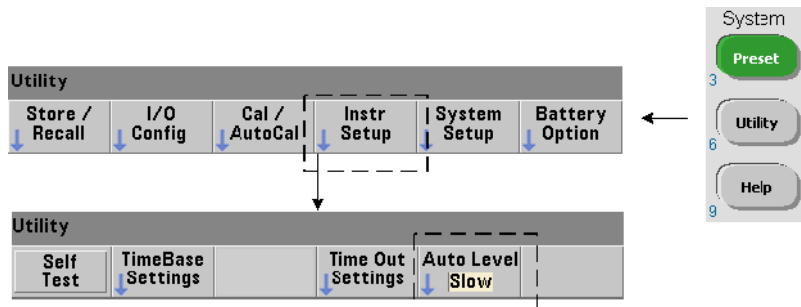 System
Preset
3
Utility
Store / Recall
I/O Config
Cal / AutoCal
Instr Setup
System Setup
Battery Option
Utility
6
Help
9
Utility
Self Test
TimeBase Settings
Time Out Settings
Auto Level
Slow